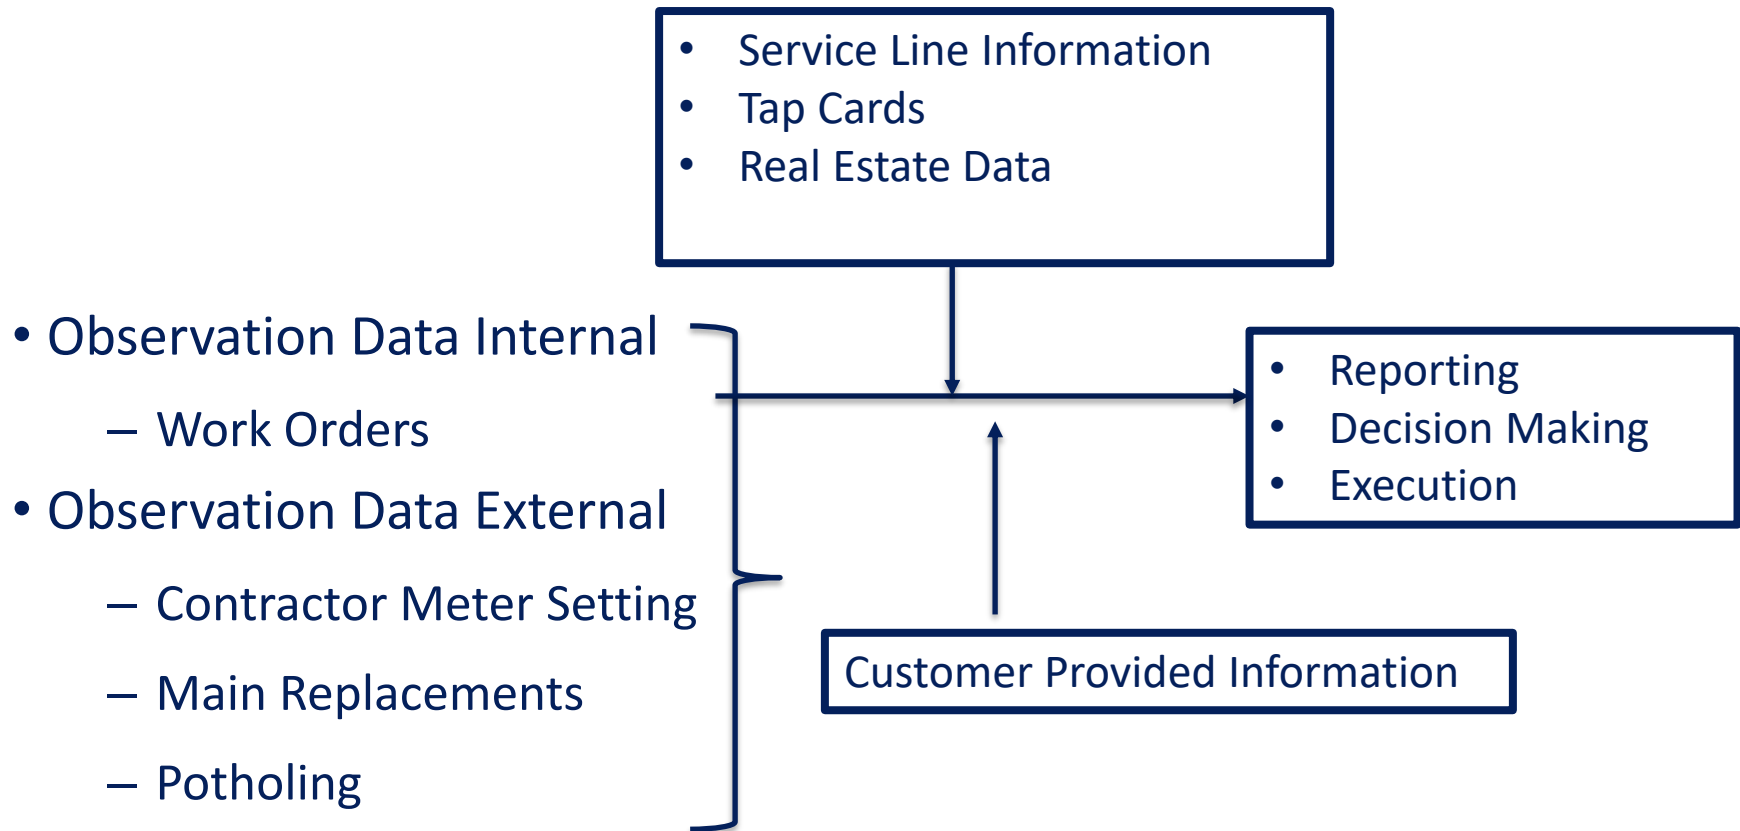 • Service Line Information
• Tap Cards
• Real Estate Data
• Observation Data Internal
– Work Orders
• Observation Data External
– Contractor Meter Setting
– Main Replacements
– Potholing
• Reporting
• Decision Making
• Execution
Customer Provided Information